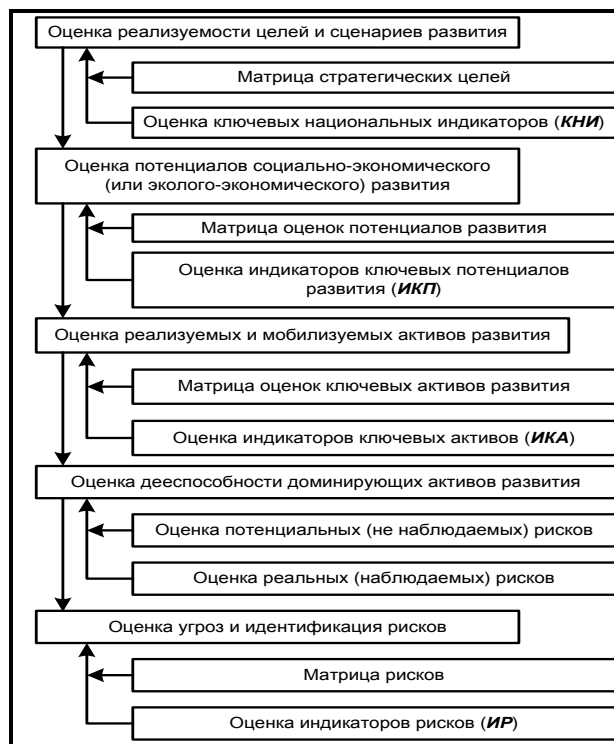 Оценка реализуемости целей и сценариев развития
Матрица стратегических целей
Оценка ключевых национальных индикаторов (КНИ)
Оценка потенциалов социально-экономического
(или эколого-экономического) развития
Матрица оценок потенциалов развития
Оценка индикаторов ключевых потенциалов
развития (ИКП)
Оценка реализуемых и мобилизуемых активов развития
Матрица оценок ключевых активов развития
Оценка индикаторов ключевых активов (ИКА)
Оценка дееспособности доминирующих активов развития
Оценка потенциальных (не наблюдаемых) рисков
Оценка реальных (наблюдаемых) рисков
Оценка угроз и идентификация рисков
Матрица рисков
Оценка индикаторов рисков (ИР)